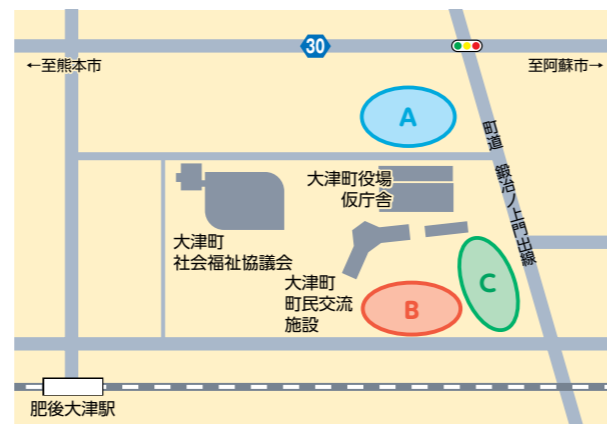 30
←至熊本市
至阿蘇市→
A
町道 鍛冶ノ上門出線
大津町役場
仮庁舎
大津町
社会福祉協議会
大津町
町民交流
施設
B
C
肥後大津駅